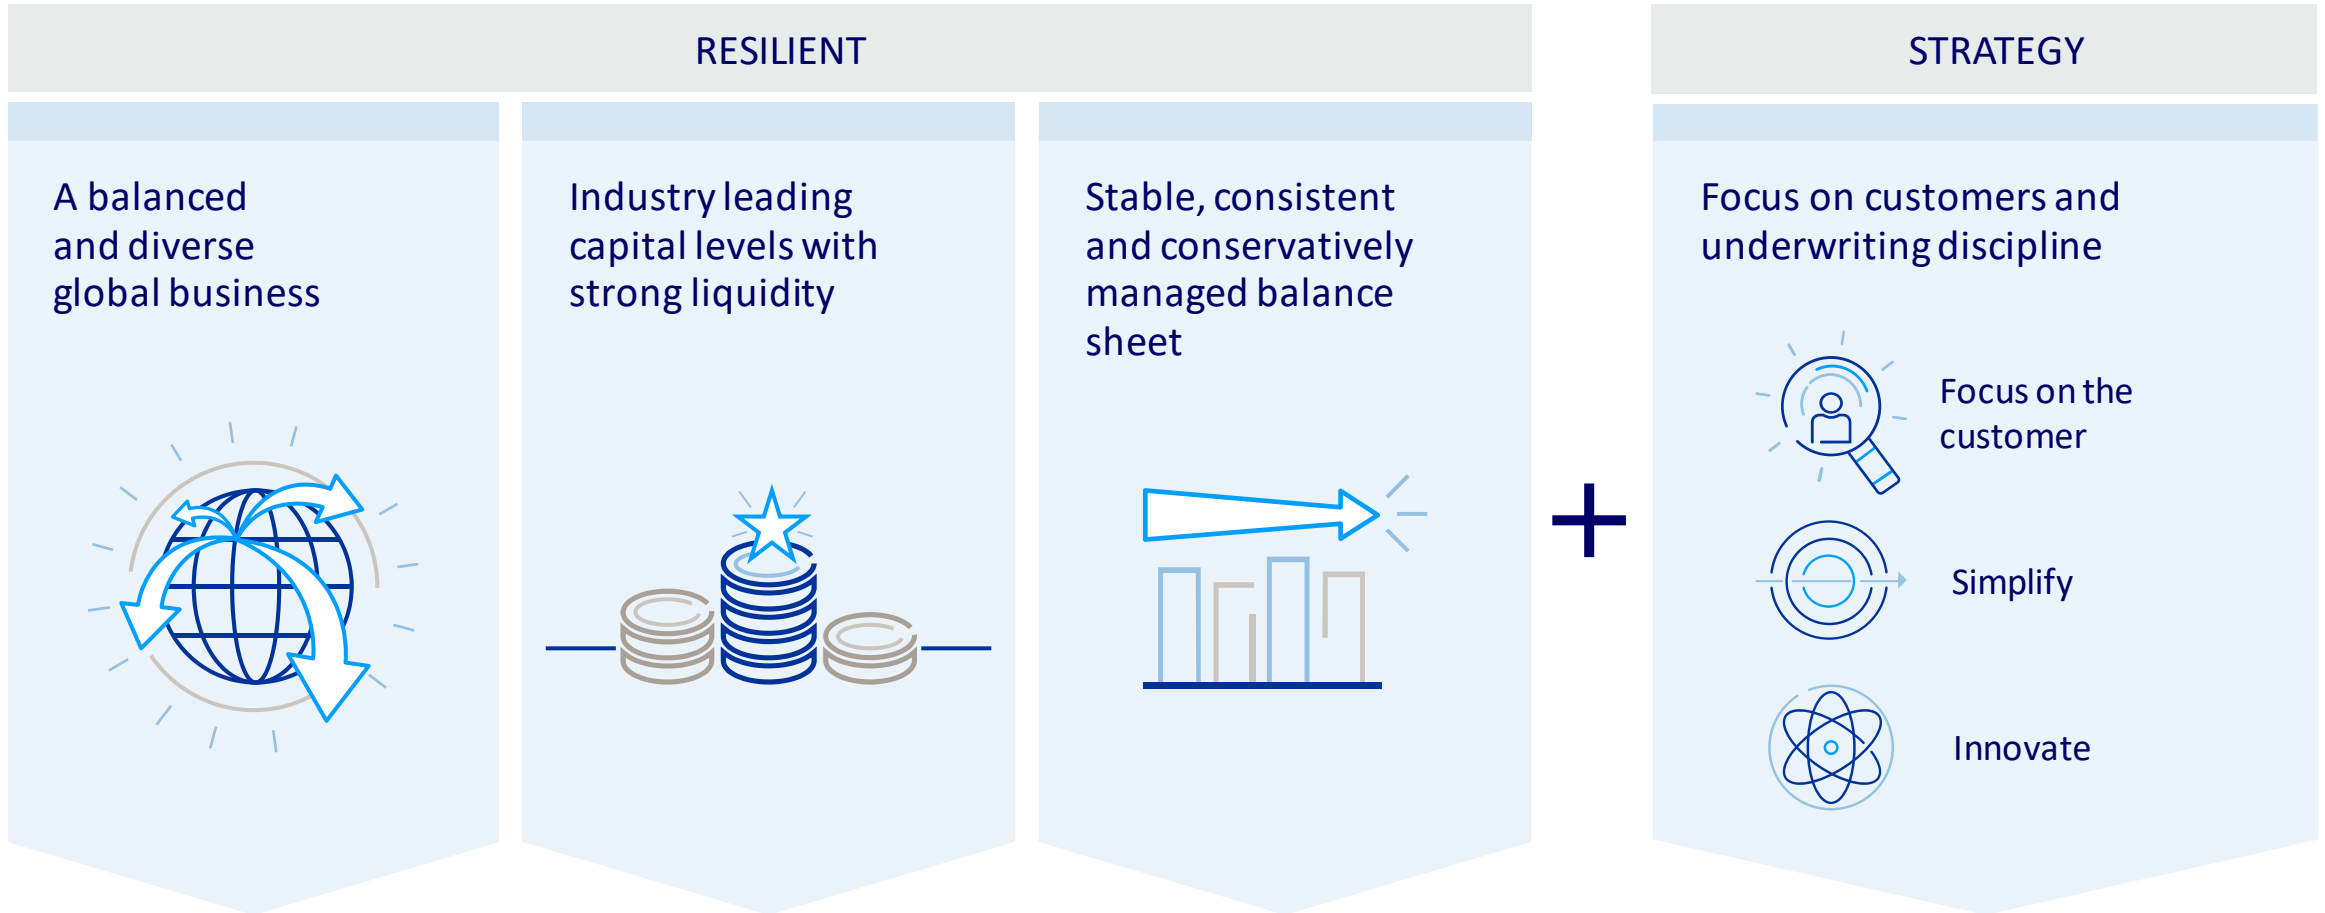 RESILIENT
STRATEGY
A balanced
and diverse
global business
Industry leading
capital levels with
strong liquidity
Stable, consistent
and conservatively
managed balance
sheet
Focus on customers and
underwriting discipline
Focus on the
customer
Simplify
Innovate